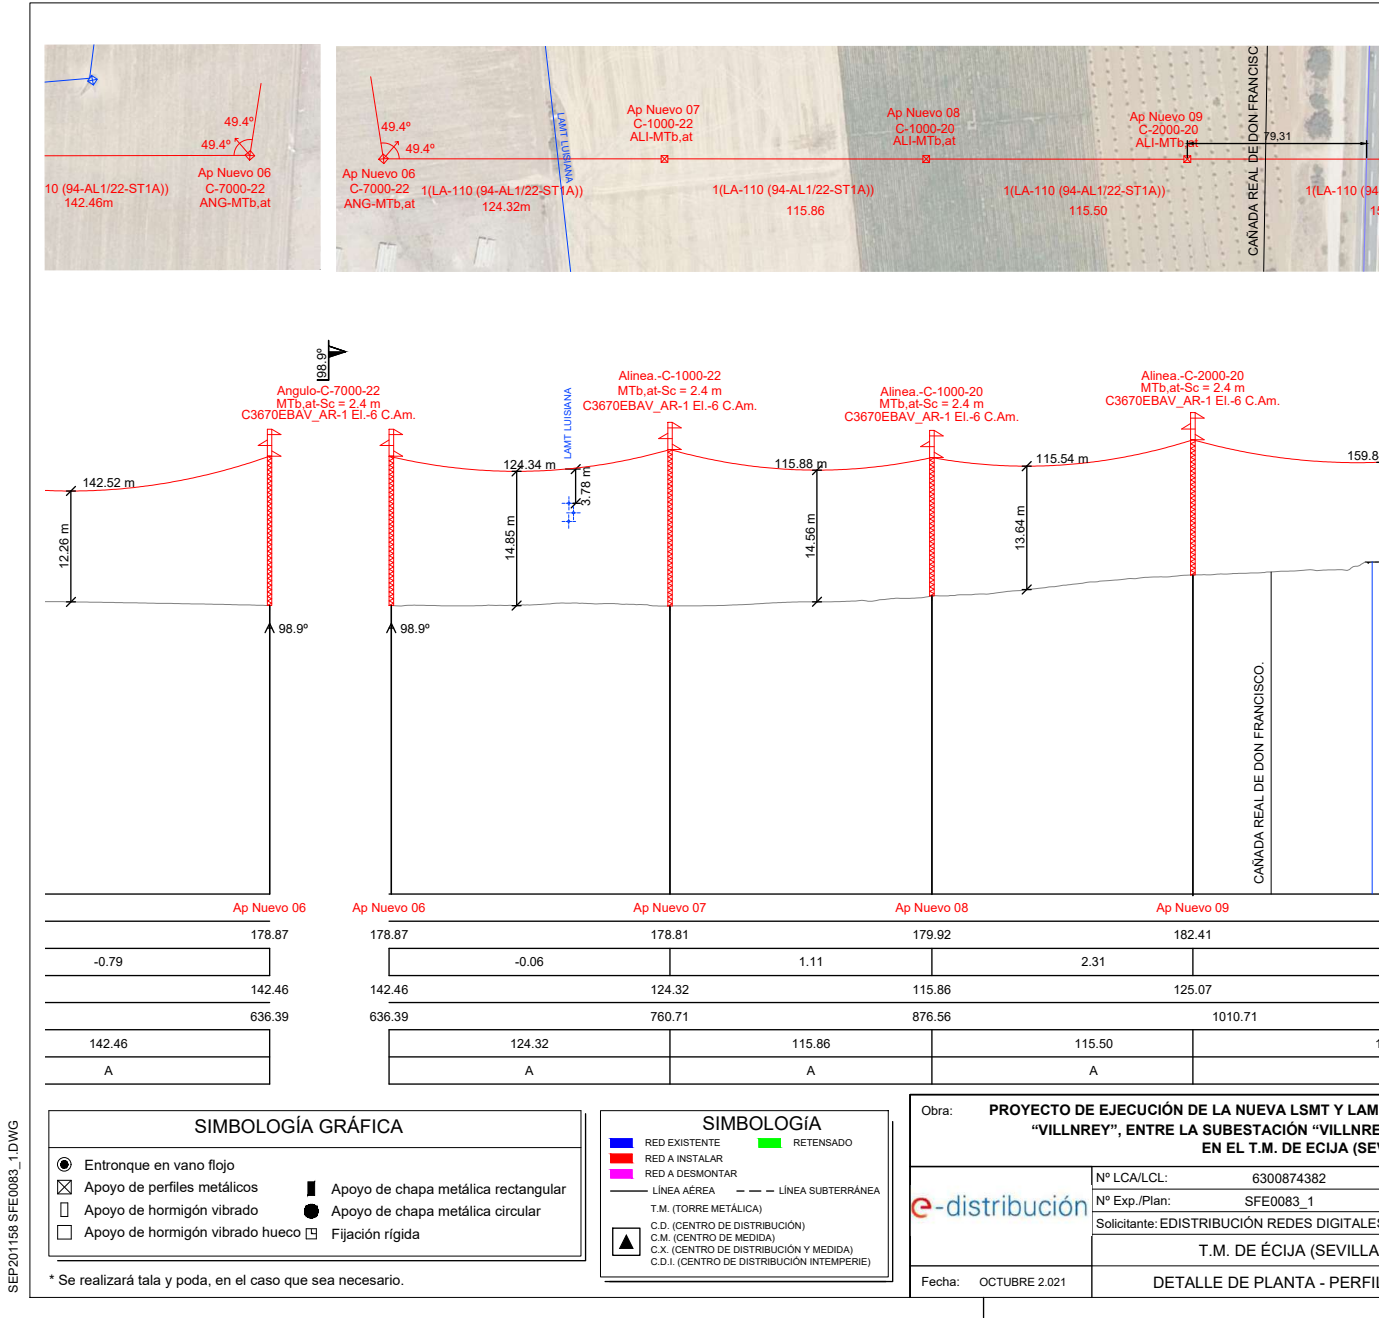 49.4º
49.4º
Ap Nuevo 06
C-7000-22
ANG-MTb,at
10 (94-AL1/22-ST1A))
142.46m
49.4º
49.4º
Ap Nuevo 06
C-7000-22
ANG-MTb,at
1(LA-110 (94-AL1/22-ST1A))
124.32m
LAMT LUISIANA
Ap Nuevo 07
C-1000-22
ALI-MTb,at
1(LA-110 (94-AL1/22-ST1A))
115.86
Ap Nuevo 08
C-1000-20
ALI-MTb,at
1(LA-110 (94-AL1/22-ST1A))
115.50
Ap Nuevo 09
C-2000-20
ALI-MTb,at
CAÑADA REAL DE DON FRANCISC
79,31
1(LA-110 (94
98.9º
Angulo-C-7000-22
MTb,at-Sc = 2.4 m
C3670EBAV_AR-1 El.-6 C.Am.
LAMT LUISIANA
Alinea.-C-1000-22
MTb,at-Sc = 2.4 m
C3670EBAV_AR-1 El.-6 C.Am.
Alinea.-C-1000-20
MTb,at-Sc = 2.4 m
C3670EBAV_AR-1 El.-6 C.Am.
Alinea.-C-2000-20
MTb,at-Sc = 2.4 m
C3670EBAV_AR-1 El.-6 C.Am.
142.52 m
124.34 m
115.88 m
115.54 m
159.8
12.26 m
14.85 m
3.78 m
14.56 m
13.64 m
98.9º
98.9º
CAÑADA REAL DE DON FRANCISCO.
Ap Nuevo 06 Ap Nuevo 06 Ap Nuevo 07 Ap Nuevo 08 Ap Nuevo 09
178.87 178.87 178.81 179.92 182.41
-0.79 -0.06 1.11 2.31
142.46 142.46 124.32 115.86 125.07
636.39 636.39 760.71 876.56 1010.71
142.46 124.32 115.86 115.50 1
A A A A
SIMBOLOGÍA GRÁFICA
Entronque en vano flojo
Apoyo de perfiles metálicos
Apoyo de hormigón vibrado
Apoyo de hormigón vibrado hueco
Apoyo de chapa metálica rectangular
Apoyo de chapa metálica circular
Fijación rígida
* Se realizará tala y poda, en el caso que sea necesario.
SIMBOLOGíA
RED EXISTENTE RETENSADO
RED A INSTALAR
RED A DESMONTAR
LÍNEA AÉREA LÍNEA SUBTERRÁNEA
T.M. (TORRE METÁLICA)
C.D. (CENTRO DE DISTRIBUCIÓN)
C.M. (CENTRO DE MEDIDA)
C.X. (CENTRO DE DISTRIBUCIÓN Y MEDIDA)
C.D.I. (CENTRO DE DISTRIBUCIÓN INTEMPERIE)
Obra: PROYECTO DE EJECUCIÓN DE LA NUEVA LSMT Y LAM
“VILLNREY”, ENTRE LA SUBESTACIÓN “VILLNRE
EN EL T.M. DE ECIJA (SE
e-distribución
Nº LCA/LCL: 6300874382
Nº Exp./Plan: SFE0083_1
Solicitante: EDISTRIBUCIÓN REDES DIGITALES
T.M. DE ÉCIJA (SEVILLA
Fecha: OCTUBRE 2.021
DETALLE DE PLANTA - PERFIL
SEP201158 SFE0083_1.DWG